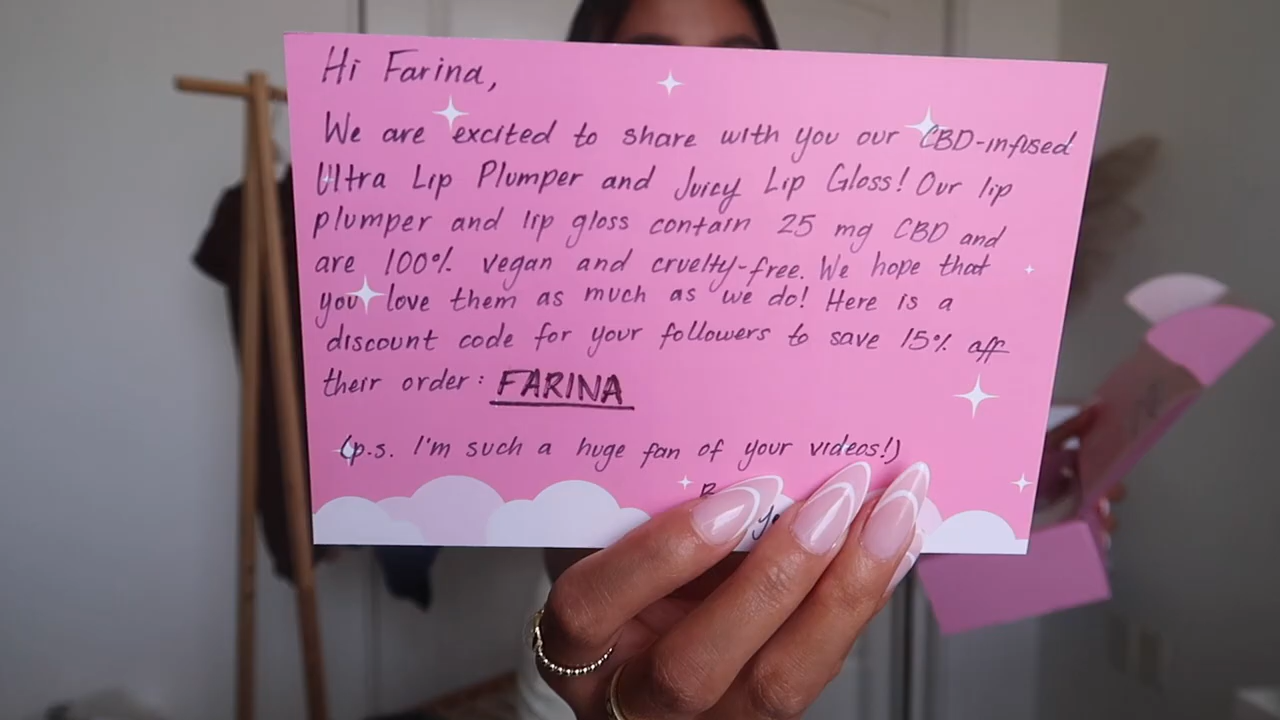 Hi Farina,
We are excited to share with you our CBD-infused
Ultra Lip Plumper and Juicy Lip Gloss! Our lip
plumper and lip gloss contain 25 mg CBD and
are 100% vegan and cruelty-free. We hope that
you love them as much as we do! Here is a
discount code for your followers to save 15% off
their order: FARINA
(p.s. I'm such a huge fan of your videos!)